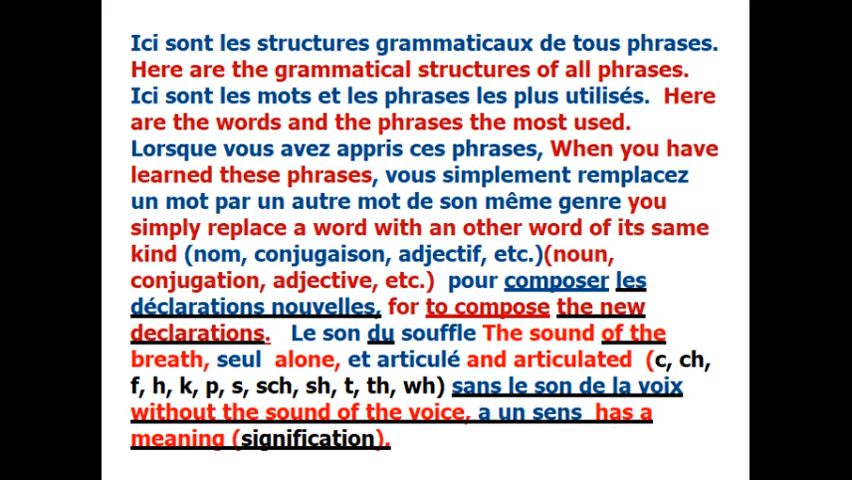 Ici sont les structures grammaticaux de tous phrases.
Here are the grammatical structures of all phrases.
Ici sont les mots et les phrases les plus utilisés. Here
are the words and the phrases the most used.
Lorsque vous avez appris ces phrases, When you have
learned these phrases, vous simplement remplacez
un mot par un autre mot de son même genre you
simply replace a word with an other word of its same
kind (nom, conjugaison, adjectif, etc.)(noun,
conjugation, adjective, etc.) pour composer les
déclarations nouvelles, for to compose the new
declarations. Le son du souffle The sound of the
breath, seul alone, et articulé and articulated (c, ch,
f, h, k, p, s, sch, sh, t, th, wh) sans le son de la voix
without the sound of the voice, a un sens has a
meaning (signification).